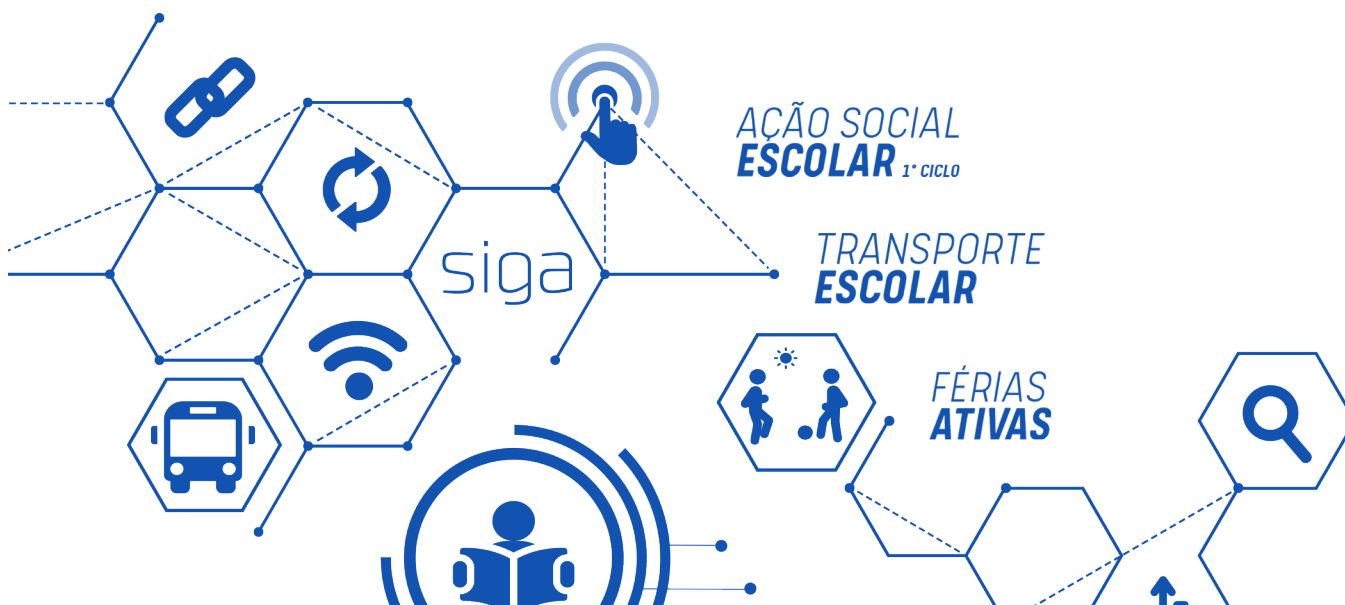 AÇÃO SOCIAL
ESCOLAR 1º CICLO
siga
TRANSPORTE
ESCOLAR
FÉRIAS
ATIVAS